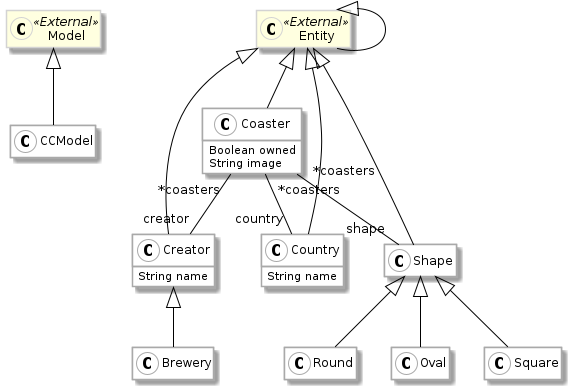 C «External» Model
C «External» Entity
C CCModel
C Coaster
Boolean owned
String image
*coasters
*coasters
*coasters
creator
country
shape
C Creator
String name
C Country
String name
C Shape
C Brewery
C Round
C Oval
C Square